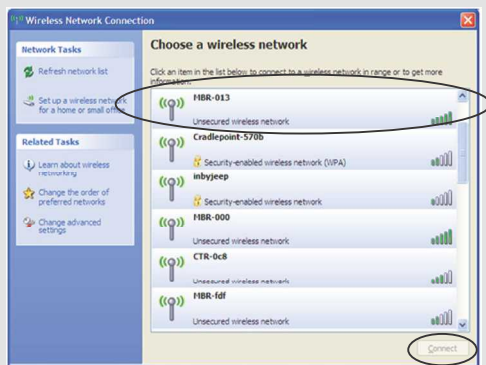 Wireless Network Connection
Network Tasks
Refresh network list
Set up a wireless network
for a home or small office
Related Tasks
Learn about wireless
networking
Change the order of
preferred networks
Change advanced
settings
Choose a wireless network
Click an item in the list below to connect to a wireless network in range or to get more
information.
MBR-013
Unsecured wireless network
Cradlepoint-570b
Security-enabled wireless network (WPA)
inbyjeep
Security-enabled wireless network
MBR-000
Unsecured wireless network
CTR-0c8
Unsecured wireless network
MBR-fdf
Unsecured wireless network
Connect